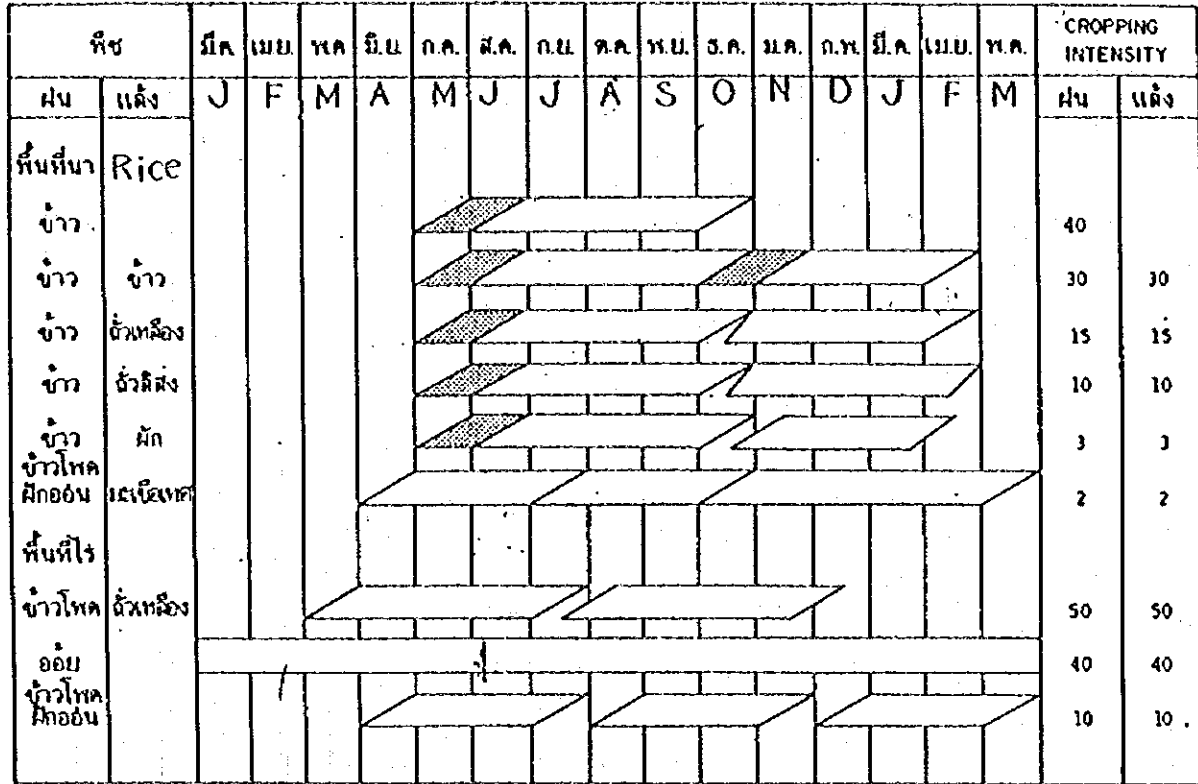 พืช มีค. เมย. พค มิ.ย. ก.ค. ส.ค. ก.ย. ต.ค. พ.ย. ธ.ค. ม.ค. ก.พ. มี.ค. เม.ย. พ.ค. CROPPING INTENSITY
ฝน แล้ง J F M A M J J A S O N D J F M ฝน แล้ง
พื้นที่นา Rice
ข้าว 40
ข้าว ข้าว 30 30
ข้าว ถั่วเหลือง 15 15
ข้าว ถั่วลิสง 10 10
ข้าว ผัก 3 3
ข้าวโพด
ฝักอ่อน มะเขือเทศ 2 2
พื้นที่ไร่
ข้าวโพด ถั่วเหลือง 50 50
อ้อย 40 40
ข้าวโพด
ฝักอ่อน 10 10